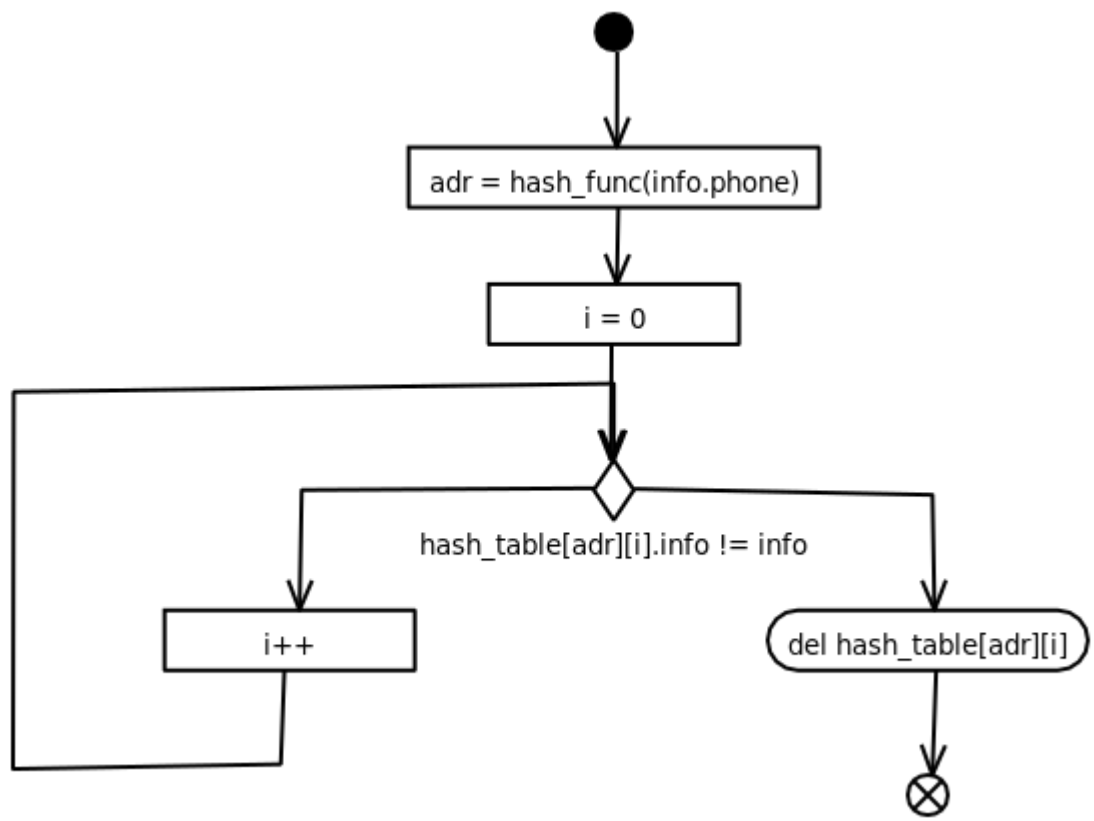 adr = hash_func(info.phone)
i = 0
hash_table[adr][i].info != info
i++
del hash_table[adr][i]